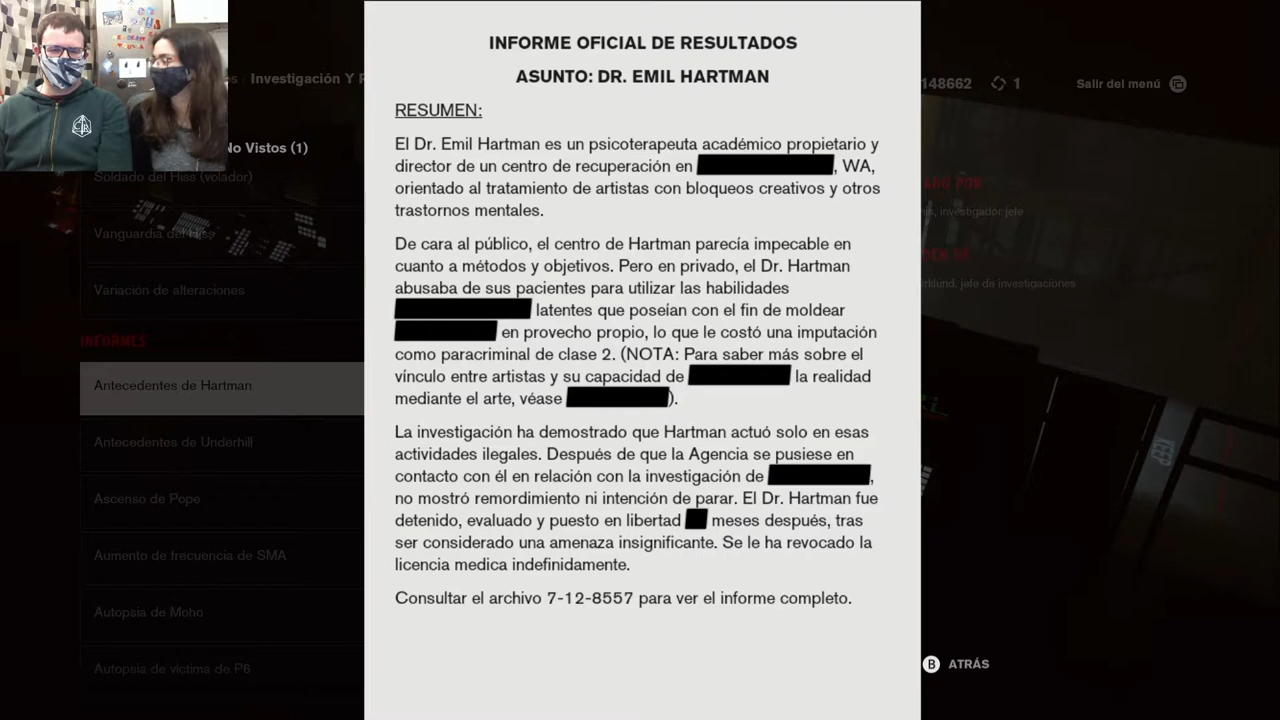 INFORME OFICIAL DE RESULTADOS
ASUNTO: DR. EMIL HARTMAN
RESUMEN:
El Dr. Emil Hartman es un psicoterapeuta académico propietario y
director de un centro de recuperación en , WA,
orientado al tratamiento de artistas con bloqueos creativos y otros
trastornos mentales.
De cara al público, el centro de Hartman parecía impecable en
cuanto a métodos y objetivos. Pero en privado, el Dr. Hartman
abusaba de sus pacientes para utilizar las habilidades
latentes que poseían con el fin de moldear
en provecho propio, lo que le costó una imputación
como paracriminal de clase 2. (NOTA: Para saber más sobre el
vínculo entre artistas y su capacidad de la realidad
mediante el arte, véase ).
La investigación ha demostrado que Hartman actuó solo en esas
actividades ilegales. Después de que la Agencia se pusiese en
contacto con él en relación con la investigación de ,
no mostró remordimiento ni intención de parar. El Dr. Hartman fue
detenido, evaluado y puesto en libertad meses después, tras
ser considerado una amenaza insignificante. Se le ha revocado la
licencia medica indefinidamente.
Consultar el archivo 7-12-8557 para ver el informe completo.
Investigación Y
No Vistos (1)
Soldado del Hiss (volador)
Vanguardia del Hiss
Variación de alteraciones
INFORMES
Antecedentes de Hartman
Antecedentes de Underhill
Ascenso de Pope
Aumento de frecuencia de SMA
Autopsia de Moho
Autopsia de víctima de P6
148662
1
Salir del menú
investigador jefe
jefe de investigaciones
KEEP
B ATRÁS